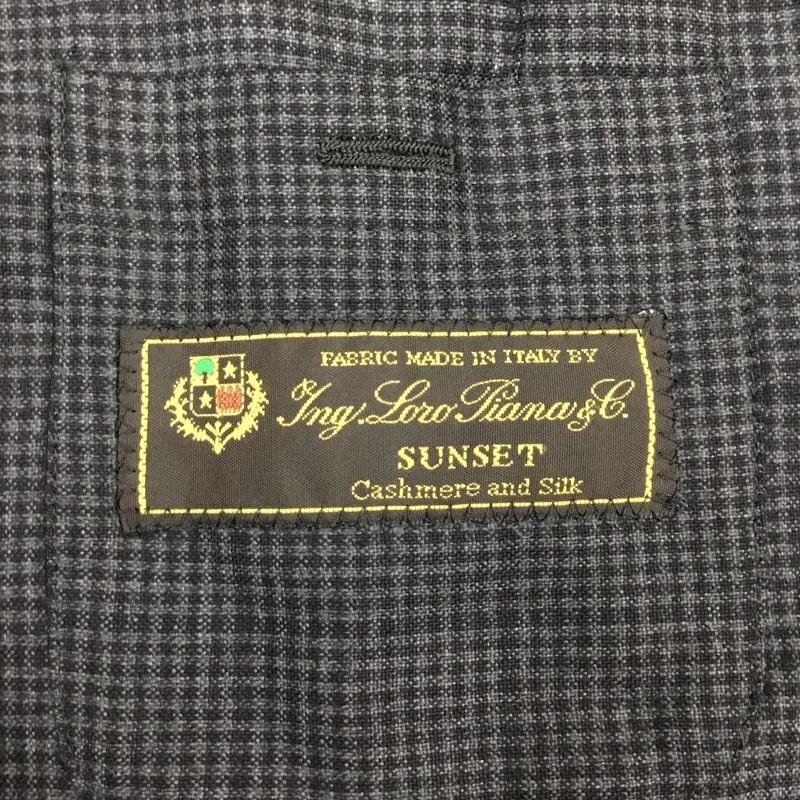 FABRIC MADE IN ITALY BY
Ing. Loro Piana & C.
SUNSET
Cashmere and Silk